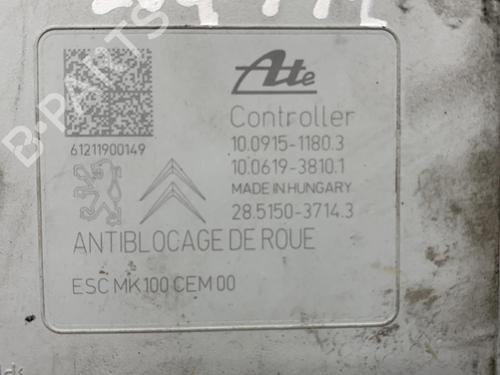 Ate
Controller
10.0915-1180.3
10.0619-3810.1
MADE IN HUNGARY
28.5150-3714.3
61211900149
ANTIBLOCAGE DE ROUE
ESC MK100 CEM 00
B-PARTS